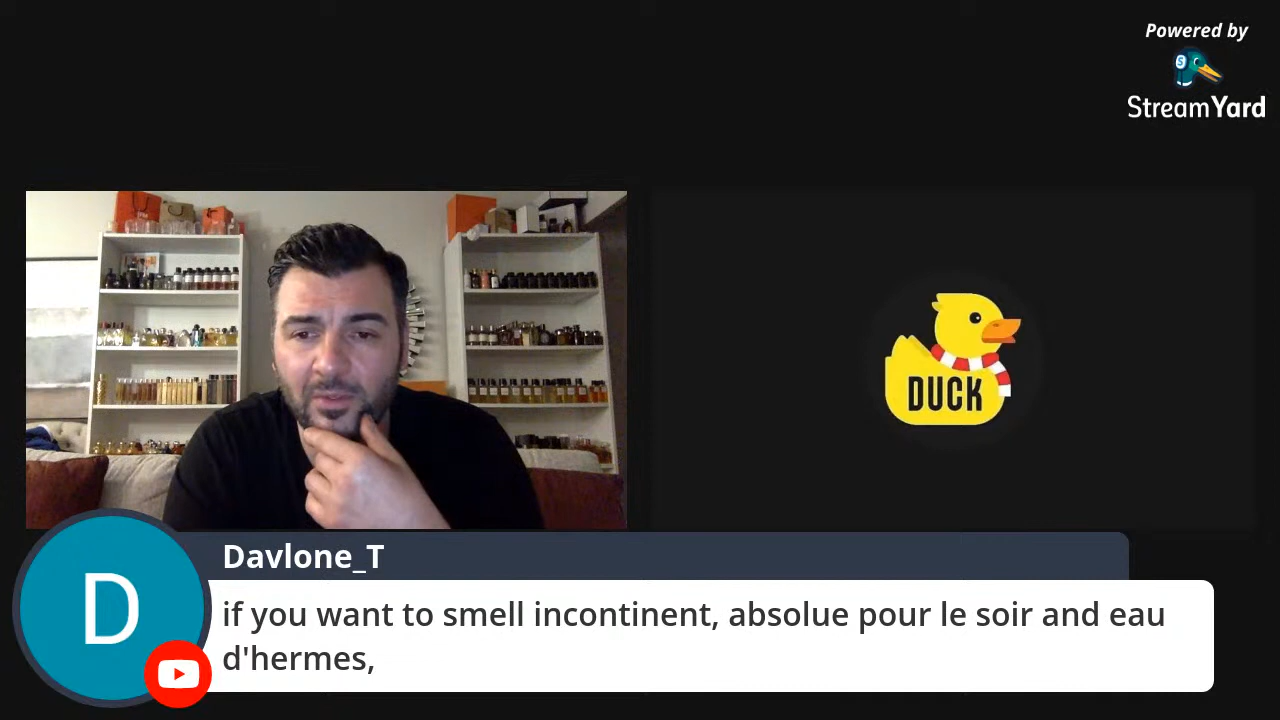 Powered by
StreamYard
DUCK
Davlone_T
if you want to smell incontinent, absolue pour le soir and eau
d'hermes,